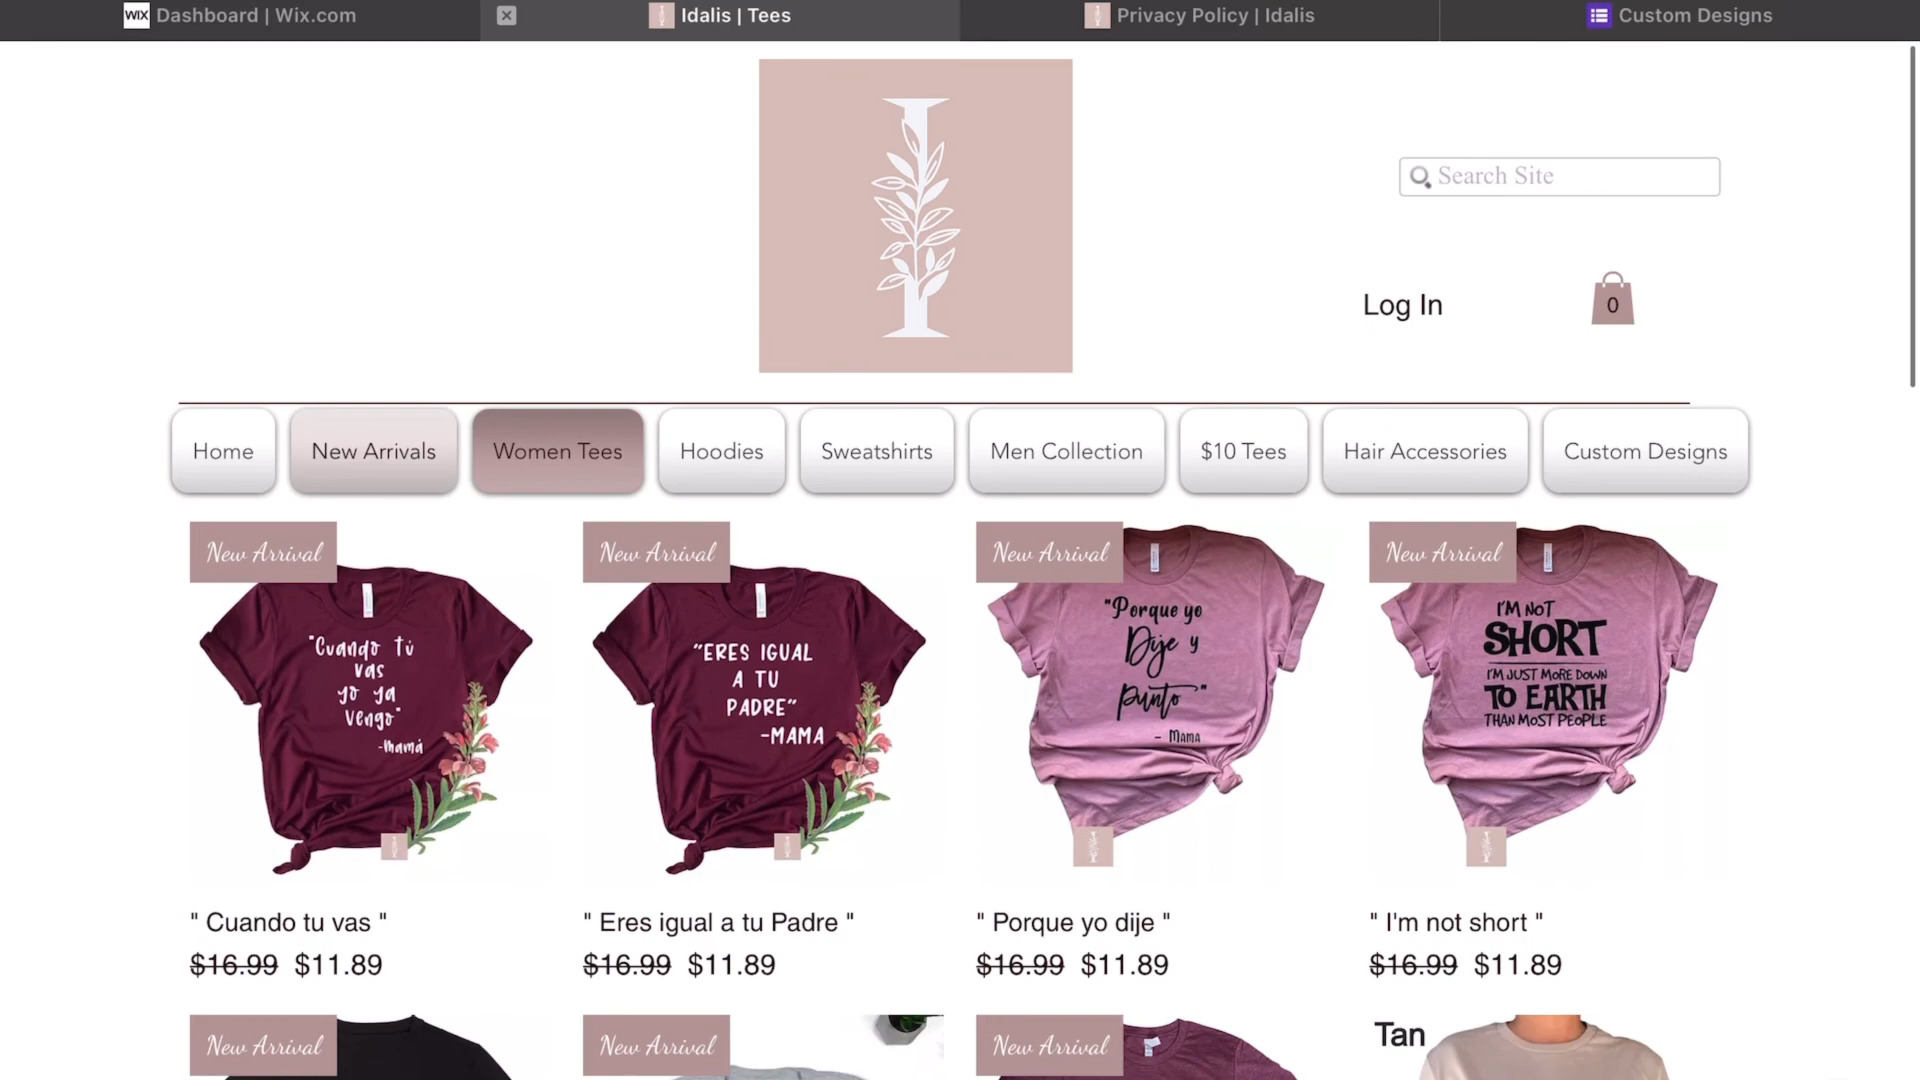 WIX Dashboard | Wix.com
Idalis | Tees
Privacy Policy | Idalis
Custom Designs
Search Site
Log In
0
Home
New Arrivals
Women Tees
Hoodies
Sweatshirts
Men Collection
$10 Tees
Hair Accessories
Custom Designs
New Arrival
"Cuando tú
vas
yo ya
vengo"
-mamá
" Cuando tu vas "
$16.99 $11.89
New Arrival
"ERES IGUAL
A TU
PADRE"
-MAMA
" Eres igual a tu Padre "
$16.99 $11.89
New Arrival
"Porque yo
Dije y
punto"
- MAMA
" Porque yo dije "
$16.99 $11.89
New Arrival
I'M NOT
SHORT
I'M JUST MORE DOWN
TO EARTH
THAN MOST PEOPLE
" I'm not short "
$16.99 $11.89
New Arrival
New Arrival
New Arrival
Tan